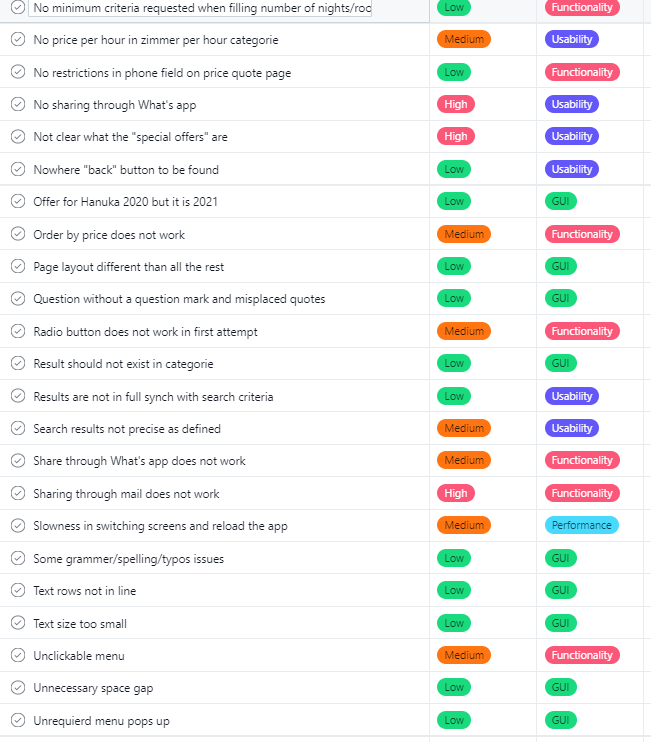 No minimum criteria requested when filling number of nights/roo Low Functionality
No price per hour in zimmer per hour categorie Medium Usability
No restrictions in phone field on price quote page Low Functionality
No sharing through What's app High Usability
Not clear what the "special offers" are High Usability
Nowhere "back" button to be found Low Usability
Offer for Hanuka 2020 but it is 2021 Low GUI
Order by price does not work Medium Functionality
Page layout different than all the rest Low GUI
Question without a question mark and misplaced quotes Low GUI
Radio button does not work in first attempt Medium Functionality
Result should not exist in categorie Low GUI
Results are not in full synch with search criteria Low Usability
Search results not precise as defined Medium Usability
Share through What's app does not work Medium Functionality
Sharing through mail does not work High Functionality
Slowness in switching screens and reload the app Medium Performance
Some grammer/spelling/typos issues Low GUI
Text rows not in line Low GUI
Text size too small Low GUI
Unclickable menu Medium Functionality
Unnecessary space gap Low GUI
Unrequierd menu pops up Low GUI